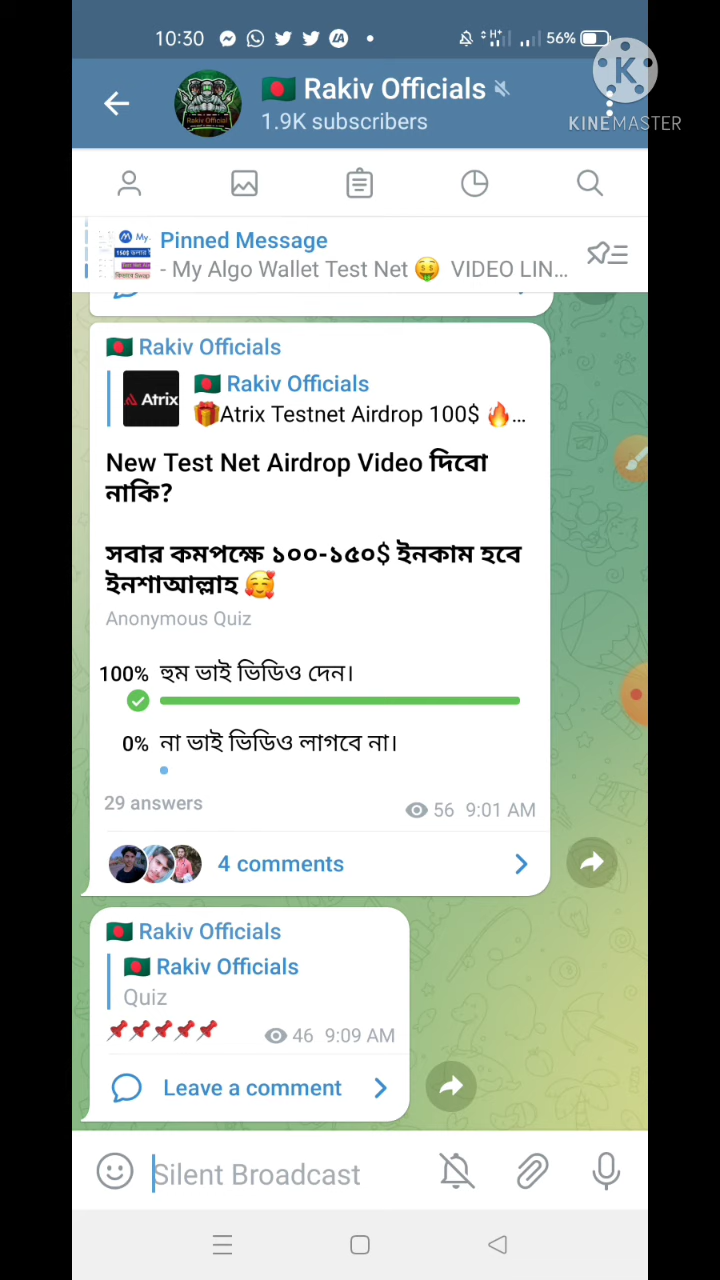 10:30
56%
K
KINEMASTER
Rakiv Officials
1.9K subscribers
Pinned Message
- My Algo Wallet Test Net 🤑 VIDEO LIN...
Rakiv Officials
Atrix
Rakiv Officials
🎁Atrix Testnet Airdrop 100$ 🔥...
New Test Net Airdrop Video দিবো
নাকি?
সবার কমপক্ষে ১০০-১৫০$ ইনকাম হবে
ইনশাআল্লাহ 🥰
Anonymous Quiz
100% হুম ভাই ভিডিও দেন।
0% না ভাই ভিডিও লাগবে না।
29 answers
56 9:01 AM
4 comments
Rakiv Officials
Rakiv Officials
Quiz
📌📌📌📌📌 46 9:09 AM
Leave a comment
Silent Broadcast